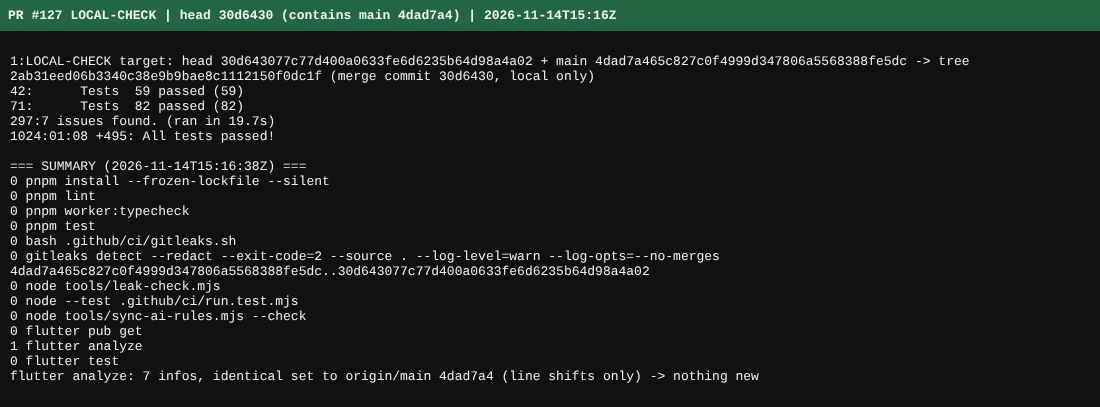 PR #127 LOCAL-CHECK | head 30d6430 (contains main 4dad7a4) | 2026-11-14T15:16Z
1:LOCAL-CHECK target: head 30d643077c77d400a0633fe6d6235b64d98a4a02 + main 4dad7a465c827c0f4999d347806a5568388fe5dc -> tree
2ab31eed06b3340c38e9b9bae8c1112150f0dc1f (merge commit 30d6430, local only)
42:      Tests  59 passed (59)
71:      Tests  82 passed (82)
297:7 issues found. (ran in 19.7s)
1024:01:08 +495: All tests passed!
=== SUMMARY (2026-11-14T15:16:38Z) ===
0 pnpm install --frozen-lockfile --silent
0 pnpm lint
0 pnpm worker:typecheck
0 pnpm test
0 bash .github/ci/gitleaks.sh
0 gitleaks detect --redact --exit-code=2 --source . --log-level=warn --log-opts=--no-merges
4dad7a465c827c0f4999d347806a5568388fe5dc..30d643077c77d400a0633fe6d6235b64d98a4a02
0 node tools/leak-check.mjs
0 node --test .github/ci/run.test.mjs
0 node tools/sync-ai-rules.mjs --check
0 flutter pub get
1 flutter analyze
0 flutter test
flutter analyze: 7 infos, identical set to origin/main 4dad7a4 (line shifts only) -> nothing new